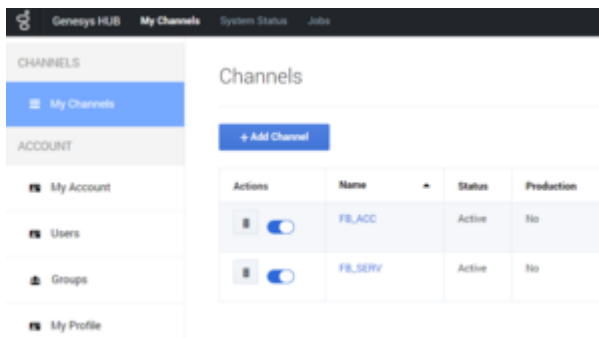 Genesys HUB My Channels System Status Jobs
CHANNELS
My Channels
ACCOUNT
My Account
Users
Groups
My Profile
Channels
+ Add Channel
Actions Name Status Production
FB_ACC Active No
FB_SERV Active No